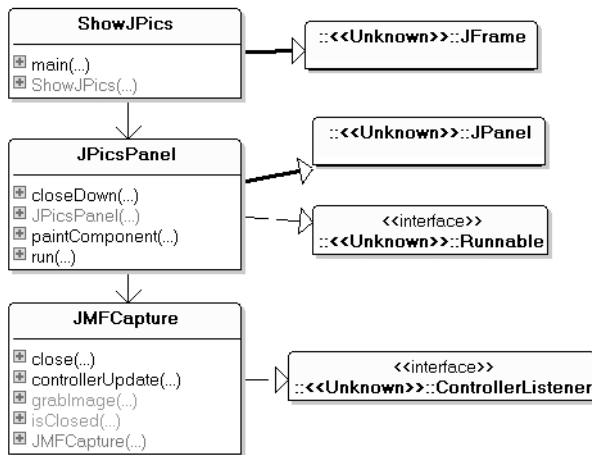 ShowJPics
main(...)
ShowJPics(...)
::<<Unknown>>::JFrame
JPicsPanel
closeDown(...)
JPicsPanel(...)
paintComponent(...)
run(...)
::<<Unknown>>::JPanel
<<interface>>
::<<Unknown>>::Runnable
JMFCapture
close(...)
controllerUpdate(...)
grabImage(...)
isClosed(...)
JMFCapture(...)
<<interface>>
::<<Unknown>>::ControllerListener